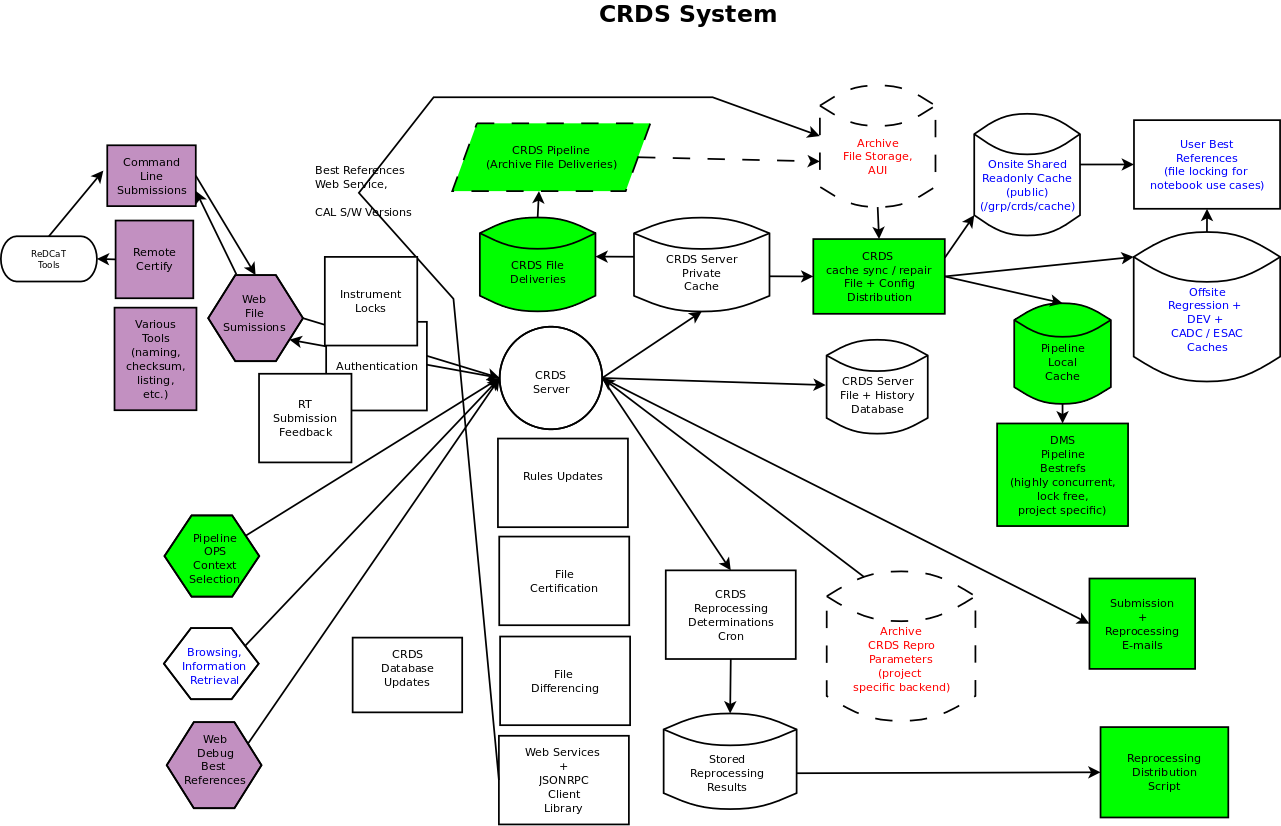 CRDS System
Command
Line
Submissions
ReDCaT
Tools
Remote
Certify
Various
Tools
(naming,
checksum,
listing,
etc.)
Web
File
Sumissions
Best References
Web Service,
CAL S/W Versions
Instrument
Locks
Authentication
RT
Submission
Feedback
CRDS Pipeline
(Archive File Deliveries)
CRDS File
Deliveries
CRDS Server
Private
Cache
CRDS
Server
Archive
File Storage,
AUI
CRDS
cache sync / repair
File + Config
Distribution
Onsite Shared
Readonly Cache
(public)
(/grp/crds/cache)
User Best
References
(file locking for
notebook use cases)
Offsite
Regression +
DEV +
CADC / ESAC
Caches
Pipeline
Local
Cache
CRDS Server
File + History
Database
DMS
Pipeline
Bestrefs
(highly concurrent,
lock free,
project specific)
Rules Updates
File
Certification
File
Differencing
Web Services
+
JSONRPC
Client
Library
Pipeline
OPS
Context
Selection
Browsing,
Information
Retrieval
Web
Debug
Best
References
CRDS
Database
Updates
CRDS
Reprocessing
Determinations
Cron
Archive
CRDS Repro
Parameters
(project
specific backend)
Submission
+
Reprocessing
E-mails
Stored
Reprocessing
Results
Reprocessing
Distribution
Script